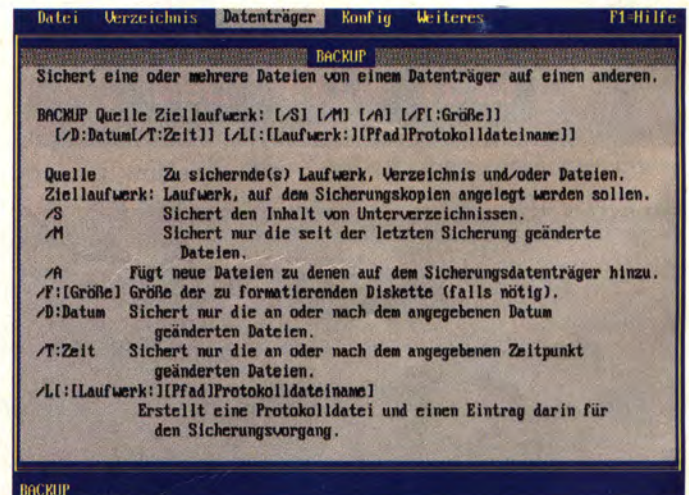 Datei Verzeichnis Datenträger Konfig Weiteres F1=Hilfe
BACKUP
Sichert eine oder mehrere Dateien von einem Datenträger auf einen anderen.
BACKUP Quelle Ziellaufwerk: [/S] [/M] [/A] [/F[:Größe]]
[/D:Datum[/T:Zeit]] [/L[:[Laufwerk:][Pfad]Protokolldateiname]]
Quelle Zu sichernde(s) Laufwerk, Verzeichnis und/oder Dateien.
Ziellaufwerk: Laufwerk, auf dem Sicherungskopien angelegt werden sollen.
/S Sichert den Inhalt von Unterverzeichnissen.
/M Sichert nur die seit der letzten Sicherung geänderte
Dateien.
/A Fügt neue Dateien zu denen auf dem Sicherungsdatenträger hinzu.
/F:[Größe] Größe der zu formatierenden Diskette (falls nötig).
/D:Datum Sichert nur die an oder nach dem angegebenen Datum
geänderten Dateien.
/T:Zeit Sichert nur die an oder nach dem angegebenen Zeitpunkt
geänderten Dateien.
/L[:[Laufwerk:][Pfad]Protokolldateiname]
Erstellt eine Protokolldatei und einen Eintrag darin für
den Sicherungsvorgang.
BACKUP